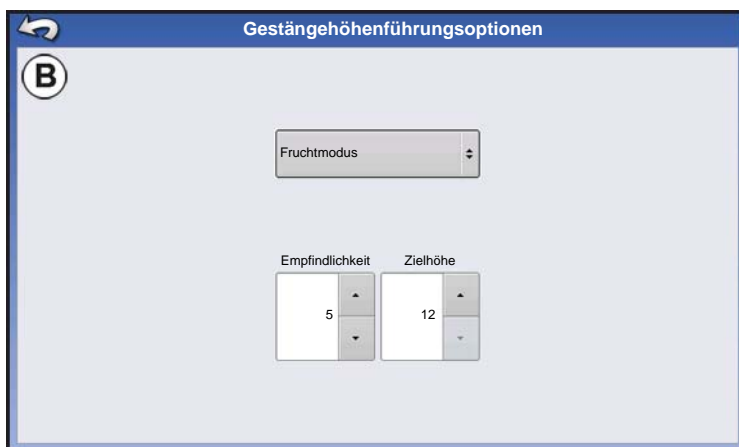 Gestängehöhenführungsoptionen
B
Fruchtmodus
Empfindlichkeit Zielhöhe
5 12